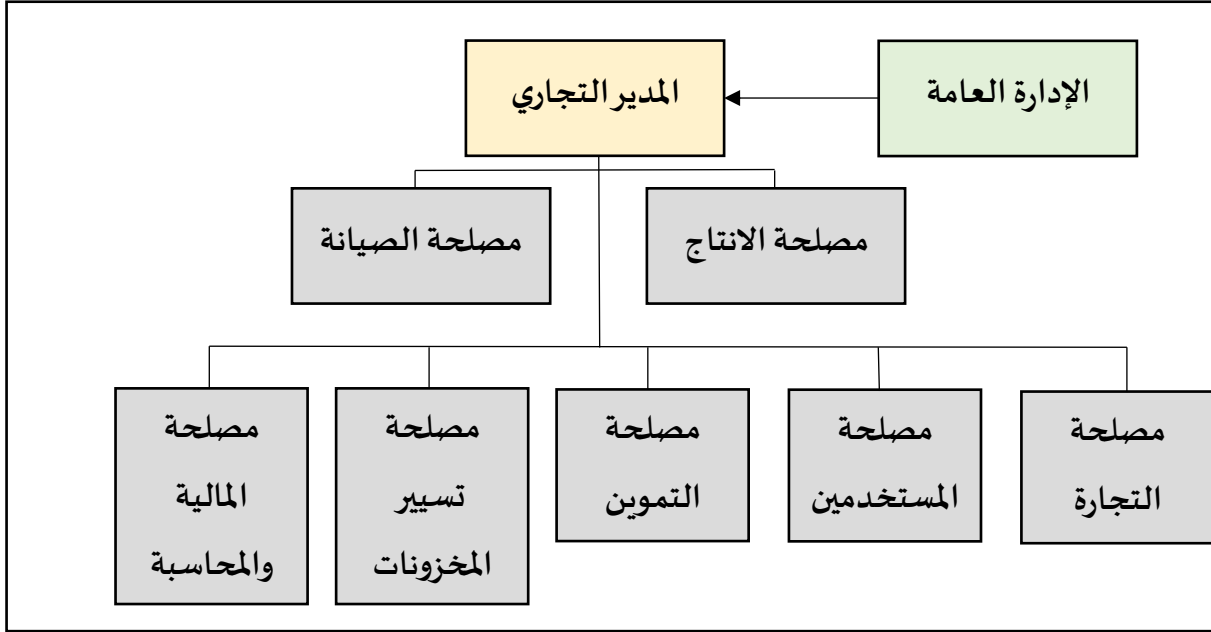 الإدارة العامة
المدير التجاري
مصلحة الانتاج
مصلحة الصيانة
مصلحة
التجارة
مصلحة
المستخدمين
مصلحة
التموين
مصلحة
تسيير
المخزونات
مصلحة
المالية
والمحاسبة